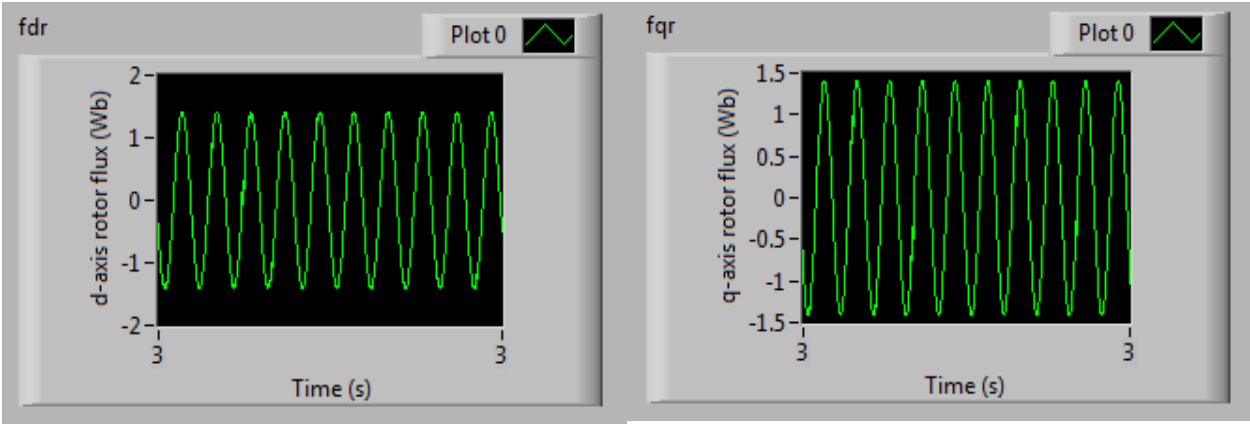 fdr
Plot 0
d-axis rotor flux (Wb)
2
1
0
-1
-2
3
3
Time (s)
fqr
Plot 0
q-axis rotor flux (Wb)
1.5
1
0.5
0
-0.5
-1
-1.5
3
3
Time (s)